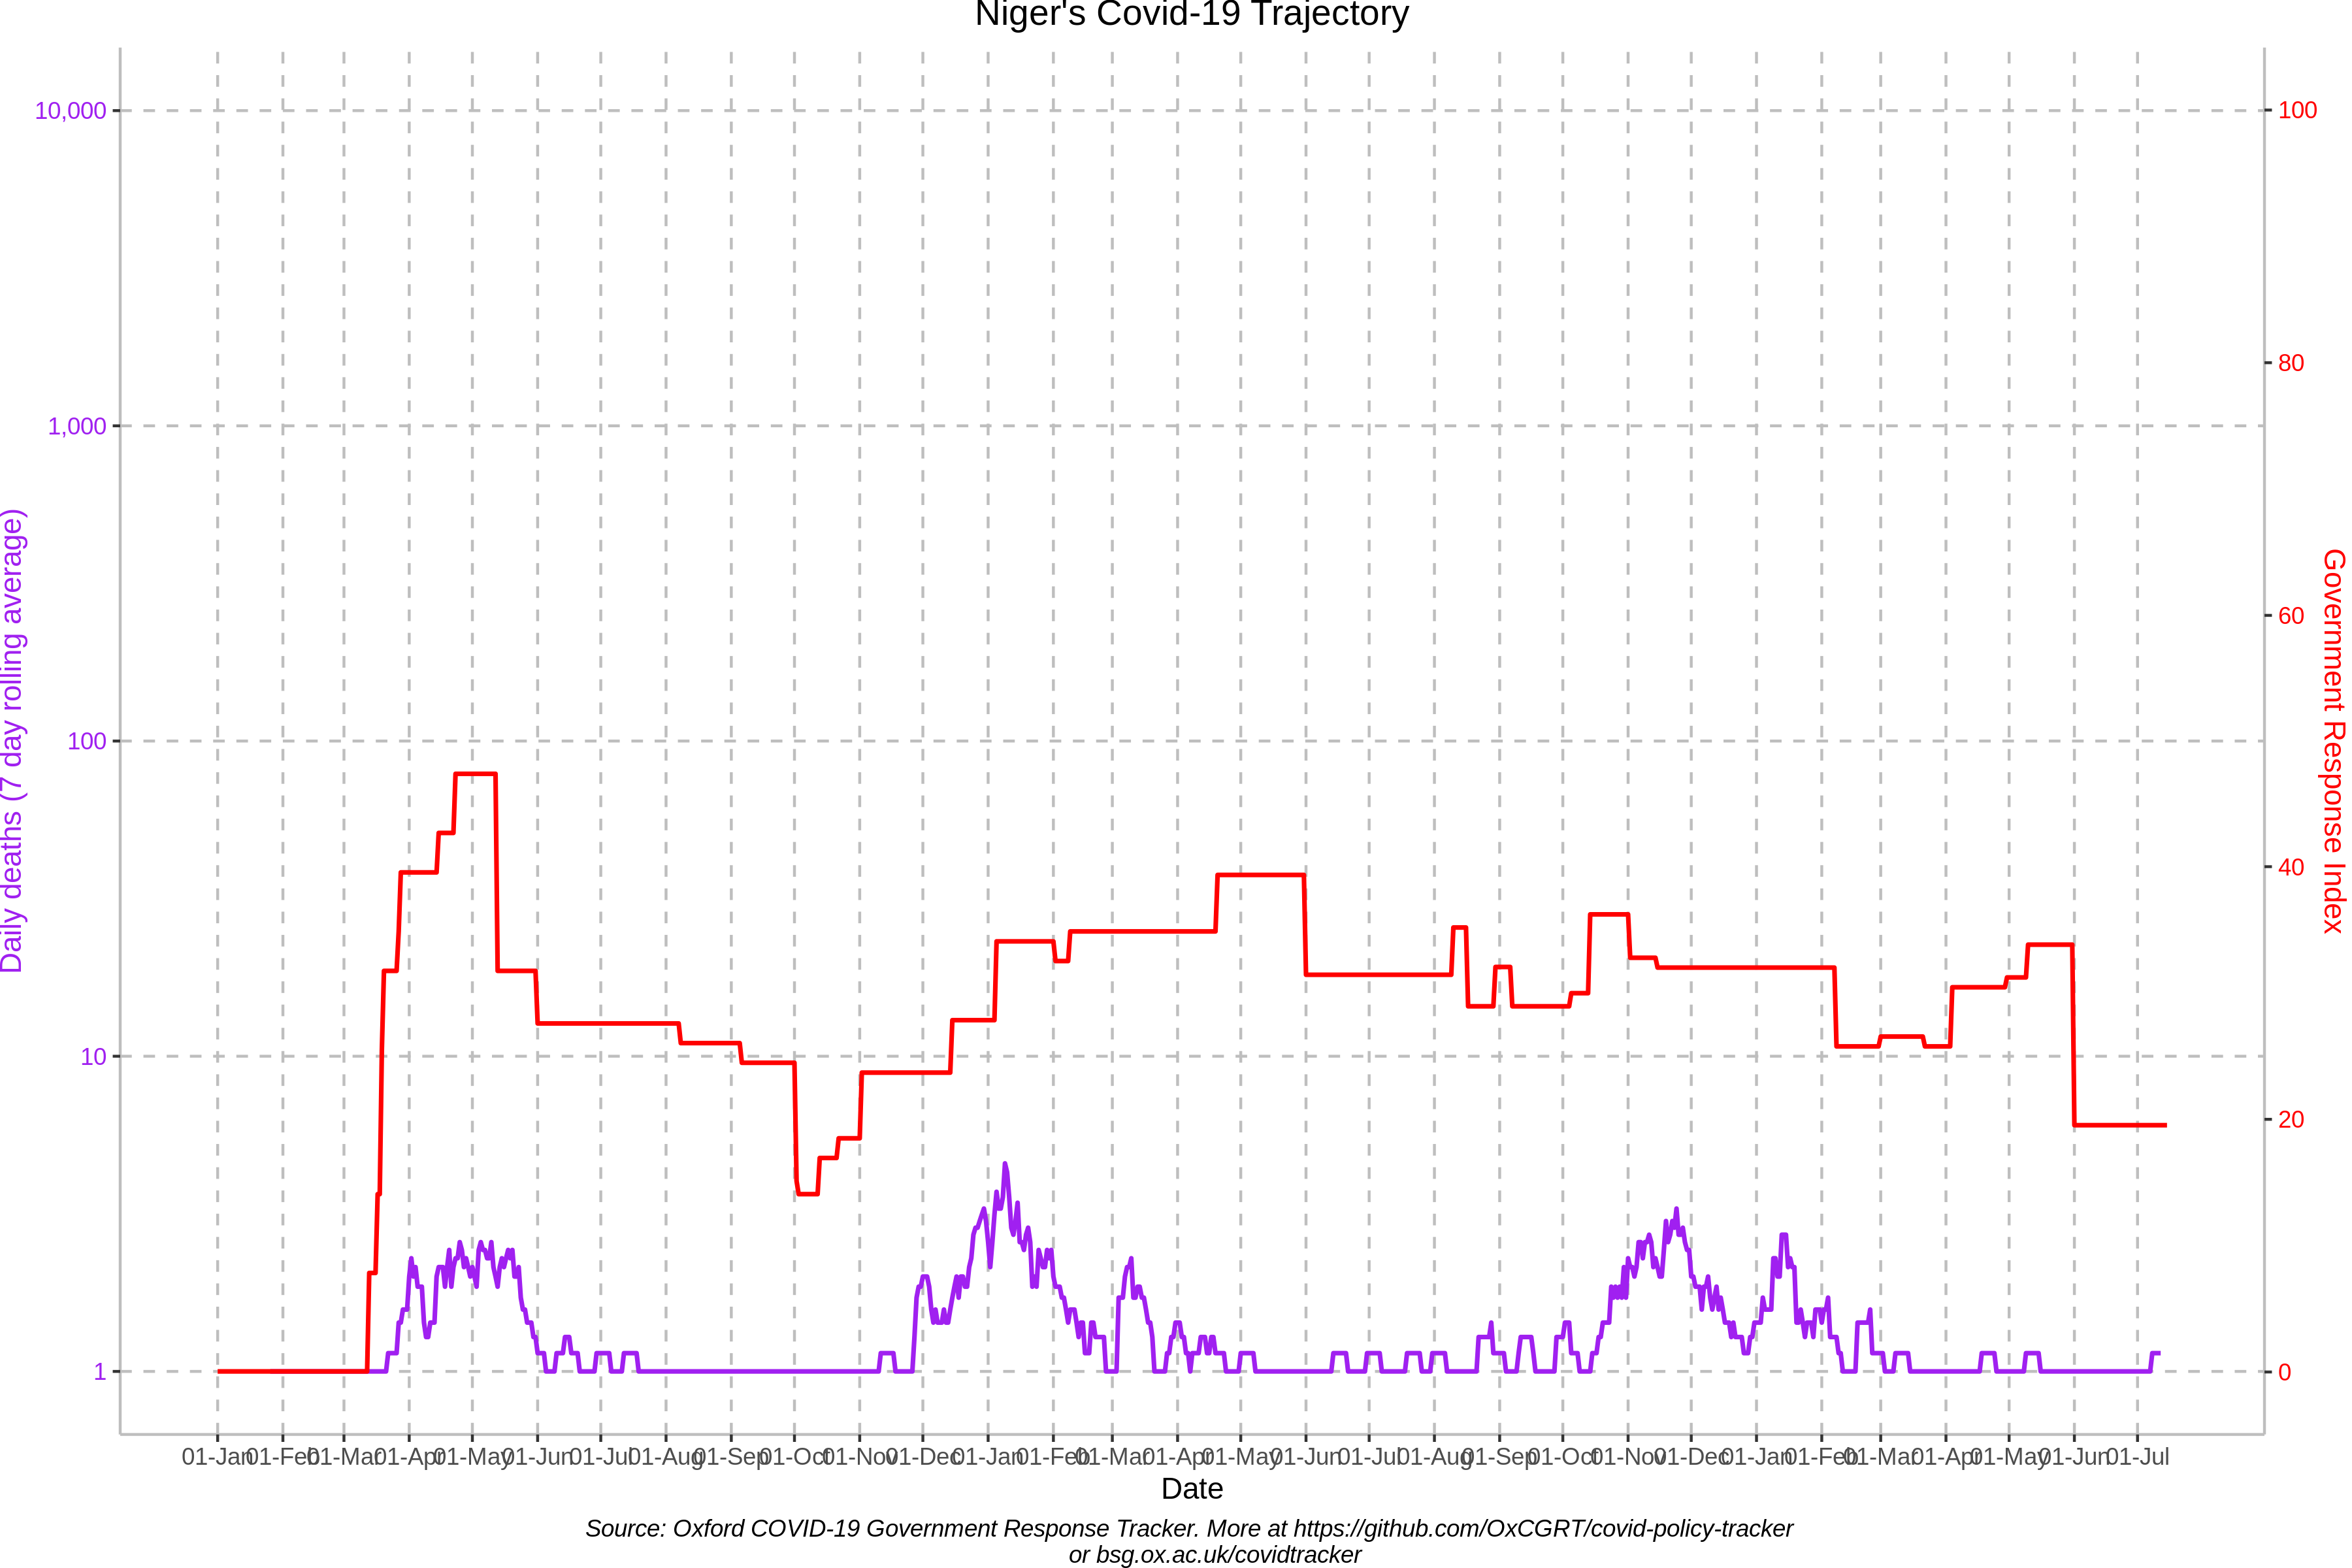 Niger's Covid-19 Trajectory
10,000
1,000
100
10
1
Daily deaths (7 day rolling average)
100
80
60
40
20
0
Government Response Index
01-Jan 01-Feb 01-Mar 01-Apr 01-May 01-Jun 01-Jul 01-Aug 01-Sep 01-Oct 01-Nov 01-Dec 01-Jan 01-Feb 01-Mar 01-Apr 01-May 01-Jun 01-Jul 01-Aug 01-Sep 01-Oct 01-Nov 01-Dec 01-Jan 01-Feb 01-Mar 01-Apr 01-May 01-Jun 01-Jul
Date
Source: Oxford COVID-19 Government Response Tracker. More at https://github.com/OxCGRT/covid-policy-tracker
or bsg.ox.ac.uk/covidtracker